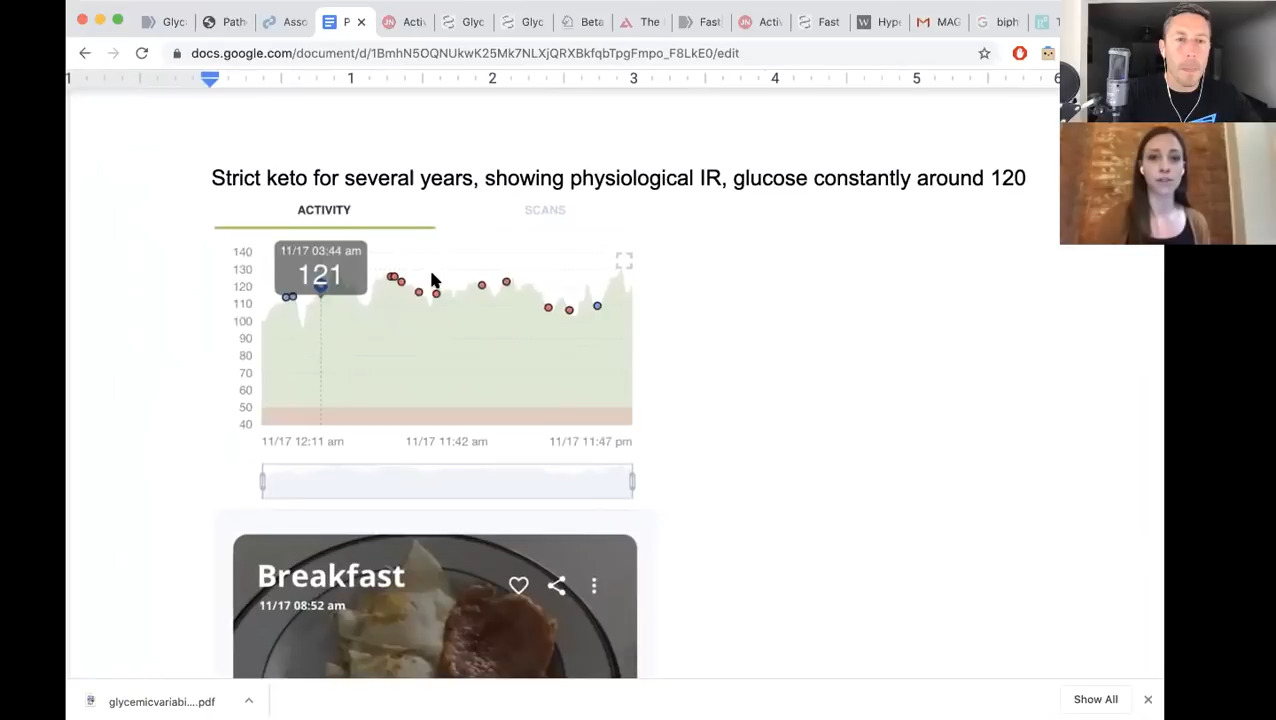 Glyc
Path
Asso
P
Activ
Glyc
Glyc
Beta
The
Fast
Activ
Fast
Hype
MAG
biph
docs.google.com/document/d/1BmhN5OQNUkwK2BMEX7NLXjQRXBkfqbTpgFmpo_F8LkE0/edit
1 1 2 3 4 5 6
Strict keto for several years, showing physiological IR, glucose constantly around 120
ACTIVITY SCANS
11/17 03:44 am
121
140
130
120
110
100
90
80
70
60
50
40
11/17 12:11 am 11/17 11:42 am 11/17 11:47 pm
Breakfast
11/17 08:52 am
glycemicvariabi....pdf
Show All